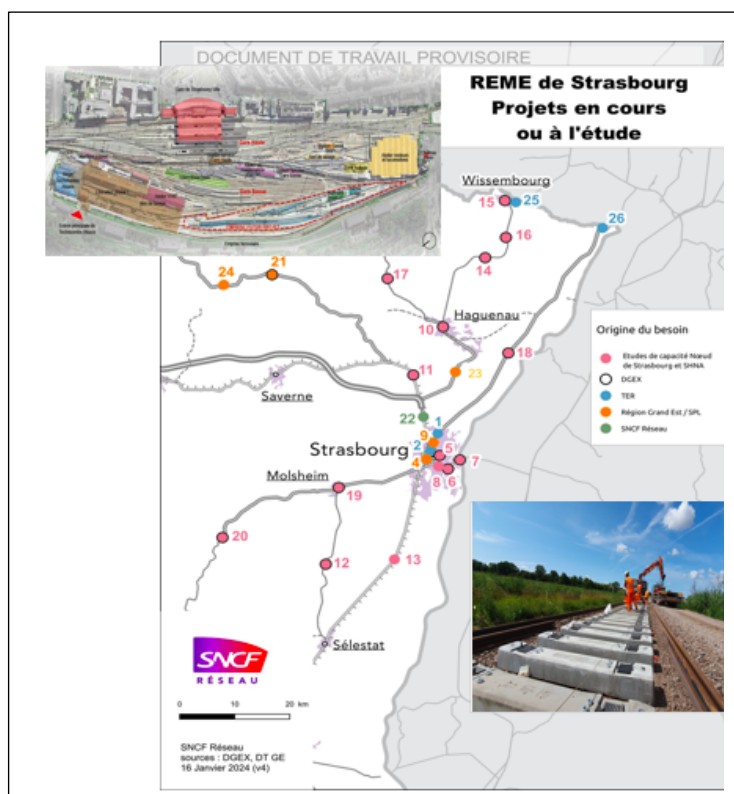 DOCUMENT DE TRAVAIL PROVISOIRE
REME de Strasbourg
Projets en cours
ou à l'étude
Wissembourg
15
25
26
16
24
21
14
17
Haguenau
10
18
11
23
Saverne
22
1
9
Strasbourg
2
5
7
4
8
6
Molsheim
19
20
12
13
Sélestat
Origine du besoin
Etudes de capacité Nœud
de Strasbourg et SHNA
DGEX
TER
Région Grand Est / SPL
SNCF Réseau
SNCF
RÉSEAU
0 10 20 km
SNCF Réseau
sources : DGEX, DT GE
16 Janvier 2024 (v4)